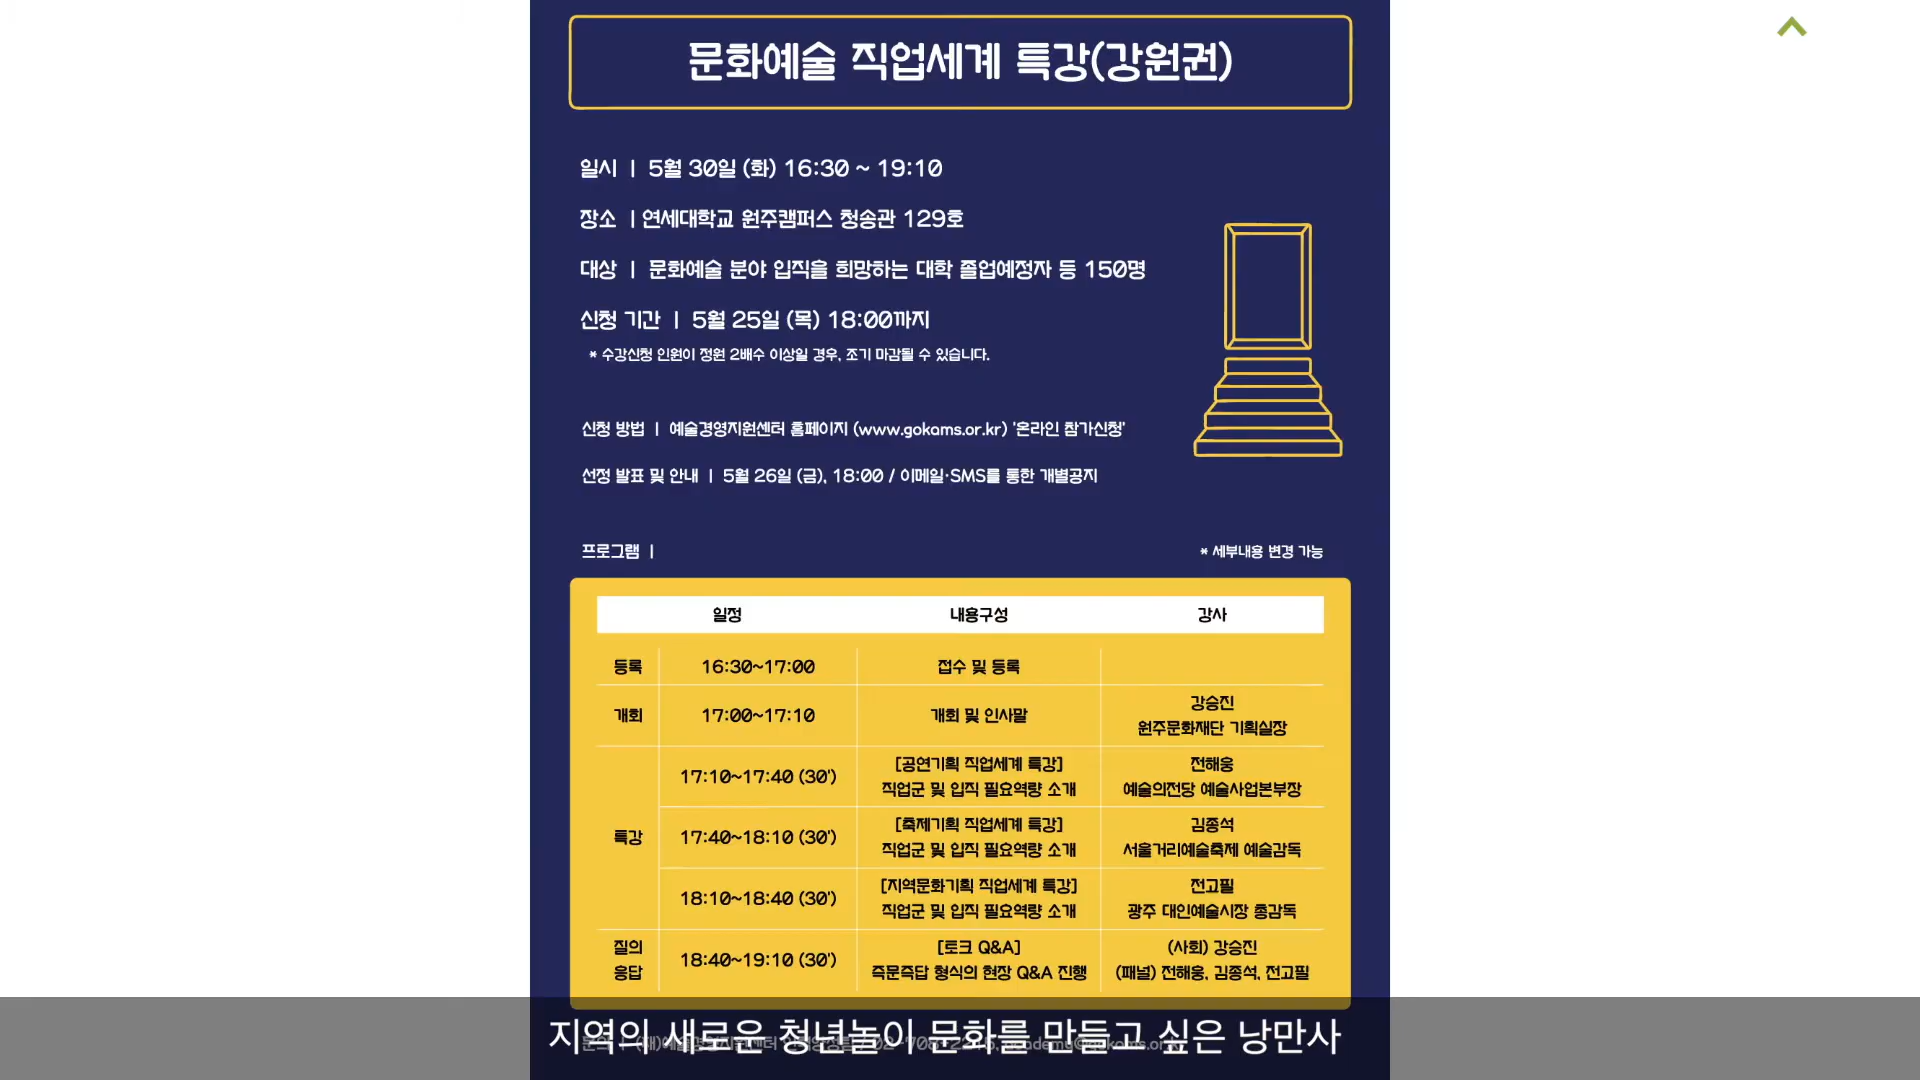 문화예술 직업세계 특강(강원권)
일시 | 5월 30일 (화) 16:30 ~ 19:10
장소 | 연세대학교 원주캠퍼스 청송관 129호
대상 | 문화예술 분야 입직을 희망하는 대학 졸업예정자 등 150명
신청 기간 | 5월 25일 (목) 18:00까지
* 수강신청 인원이 정원 2배수 이상일 경우, 조기 마감될 수 있습니다.
신청 방법 | 예술경영지원센터 홈페이지 (www.gokams.or.kr) '온라인 참가신청'
선정 발표 및 안내 | 5월 26일 (금), 18:00 / 이메일·SMS를 통한 개별공지
프로그램 |
* 세부내용 변경 가능
일정 내용구성 강사
등록 16:30~17:00 접수 및 등록
개회 17:00~17:10 개회 및 인사말 강승진
원주문화재단 기획실장
특강
17:10~17:40 (30') [공연기획 직업세계 특강] 전해웅
직업군 및 입직 필요역량 소개 예술의전당 예술사업본부장
17:40~18:10 (30') [축제기획 직업세계 특강] 김종석
직업군 및 입직 필요역량 소개 서울거리예술축제 예술감독
18:10~18:40 (30') [지역문화기획 직업세계 특강] 전고필
직업군 및 입직 필요역량 소개 광주 대인예술시장 총감독
질의 응답 18:40~19:10 (30') [토크 Q&A] (사회) 강승진
즉문즉답 형식의 현장 Q&A 진행 (패널) 전해웅, 김종석, 전고필
지역의 새로운 청년놀이 문화를 만들고 싶은 낭만사